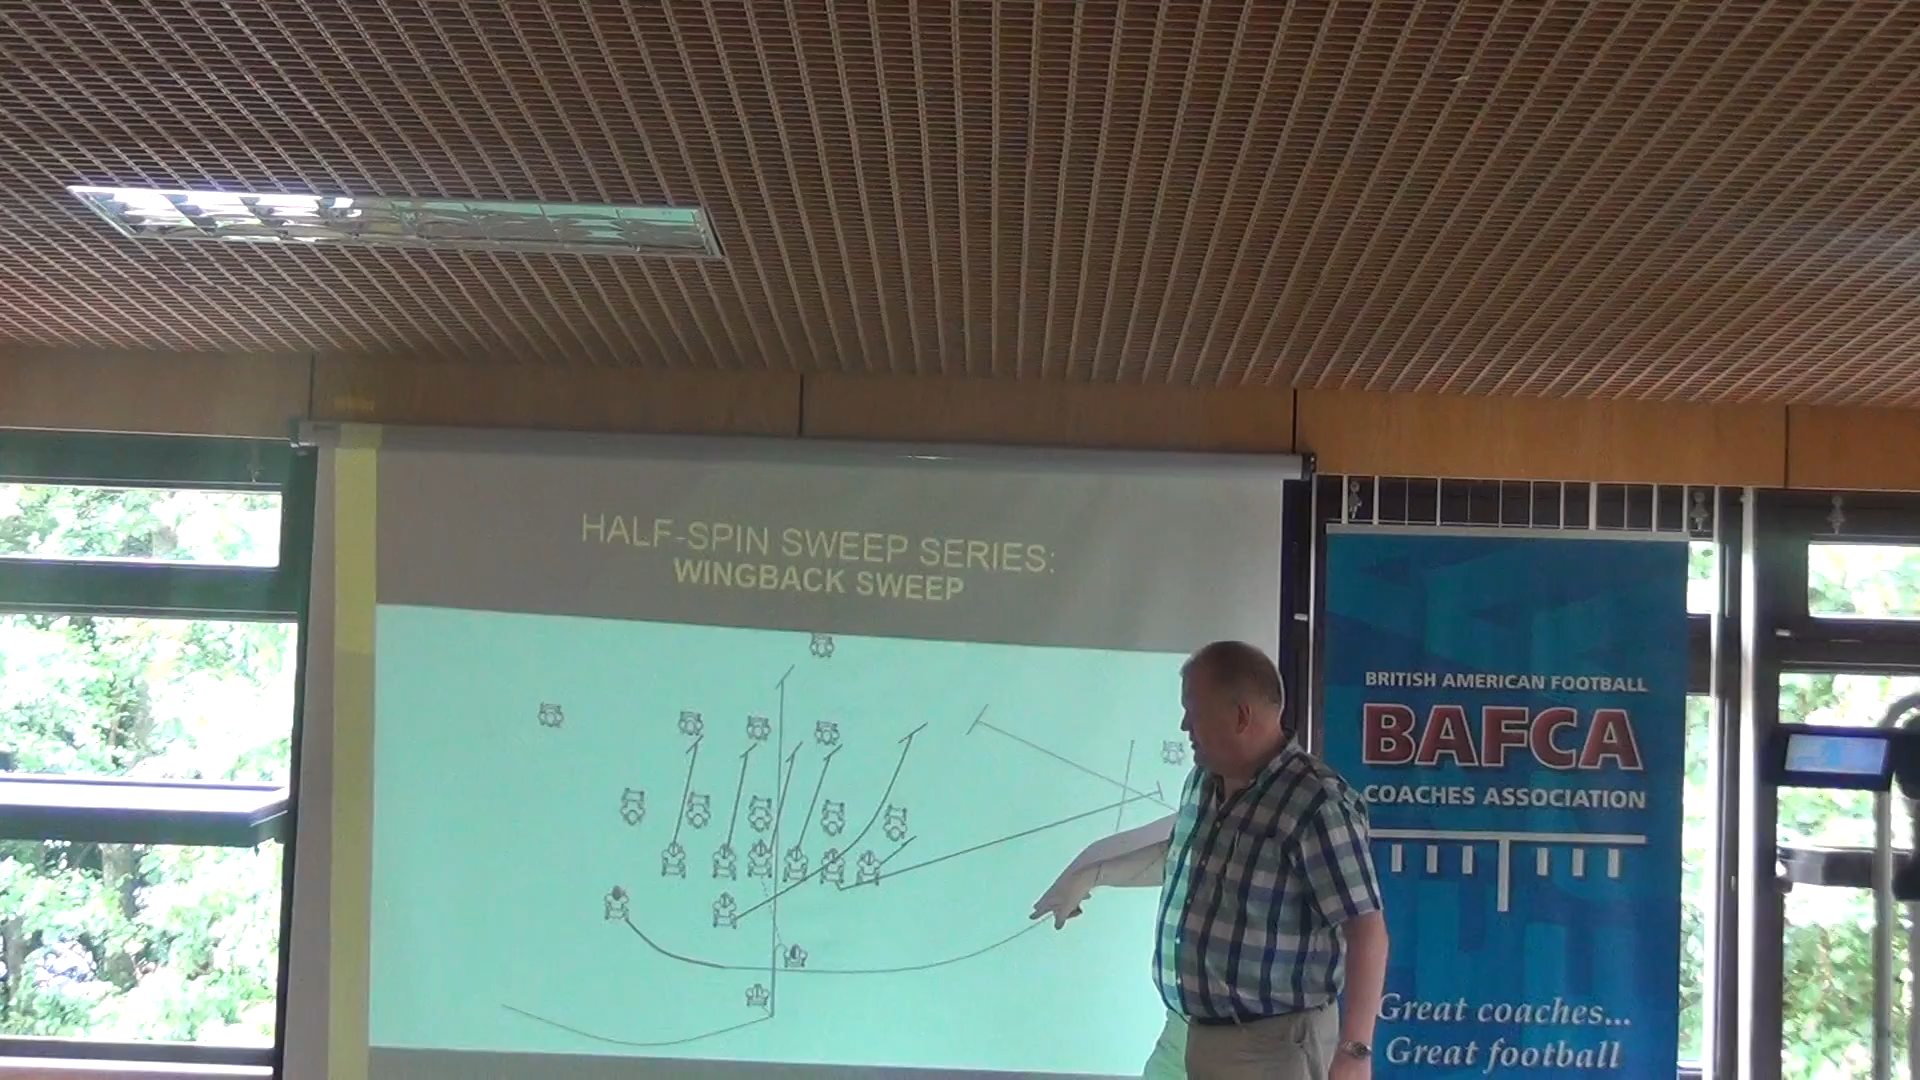 HALF-SPIN SWEEP SERIES:
WINGBACK SWEEP
BRITISH AMERICAN FOOTBALL
BAFCA
COACHES ASSOCIATION
Great coaches...
Great football